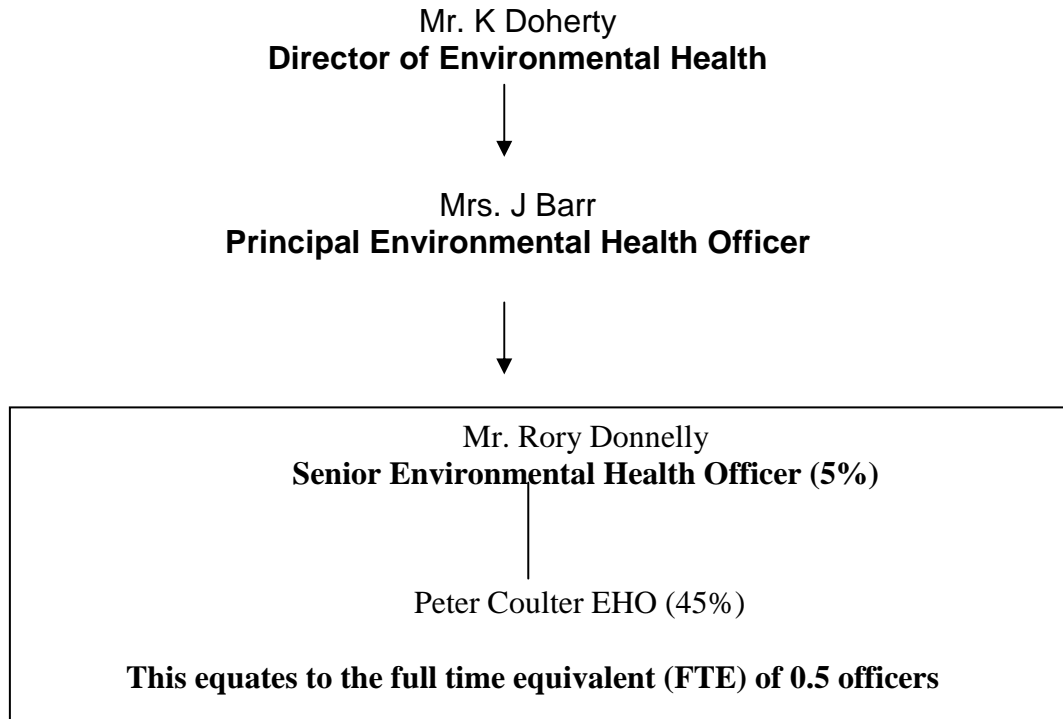 Mr. K Doherty
Director of Environmental Health
Mrs. J Barr
Principal Environmental Health Officer
Mr. Rory Donnelly
Senior Environmental Health Officer (5%)
Peter Coulter EHO (45%)
This equates to the full time equivalent (FTE) of 0.5 officers